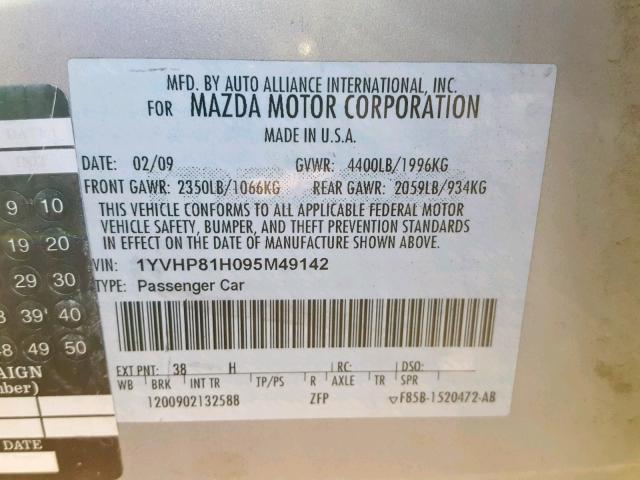 MFD. BY AUTO ALLIANCE INTERNATIONAL, INC.
FOR MAZDA MOTOR CORPORATION
MADE IN U.S.A.
DATE: 02/09 GVWR: 4400LB/1996KG
FRONT GAWR: 2350LB/1066KG REAR GAWR: 2059LB/934KG
THIS VEHICLE CONFORMS TO ALL APPLICABLE FEDERAL MOTOR
VEHICLE SAFETY, BUMPER, AND THEFT PREVENTION STANDARDS
IN EFFECT ON THE DATE OF MANUFACTURE SHOWN ABOVE.
VIN: 1YVHP81H095M49142
TYPE: Passenger Car
EXT PNT: 38 H RC: DSO:
WB BRK INT TR TP/PS R AXLE TR SPR
1200902132588 ZFP F85B-1520472-AB
DATE
9 10
19 20
29 30
38 39 40
48 49 50
AIGN
mber)